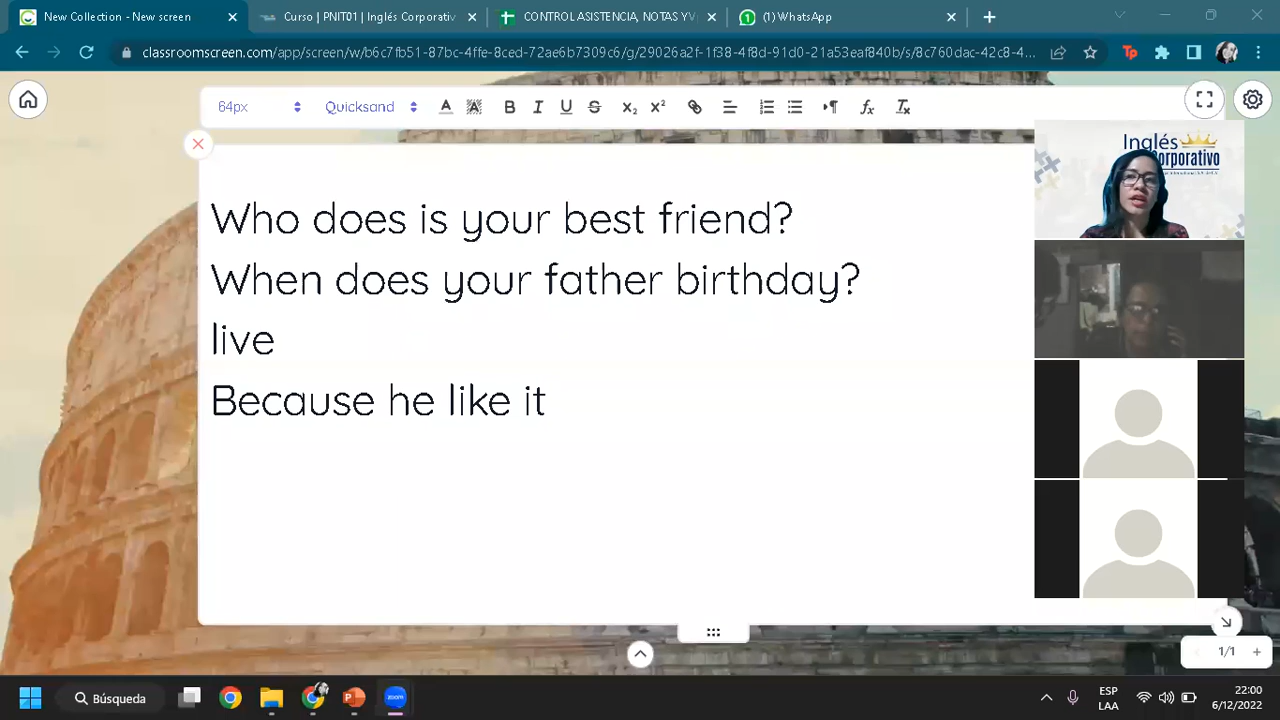 New Collection - New screen
Curso | PNIT01 | Inglés Corporativ
CONTROL ASISTENCIA, NOTAS Y V
(1) WhatsApp
classroomscreen.com/app/screen/w/b6c7fb51-87bc-4ffe-8ced-72ae6b7309c6/g/29026a2f-1f38-4f8d-91d0-21a53eaf840b/s/8c760dac-42c8-4...
64px
Quicksand
Inglés
Corporativo
Who does is your best friend?
When does your father birthday?
live
Because he like it
1/1
Búsqueda
zoom
ESP
LAA
22:00
6/12/2022